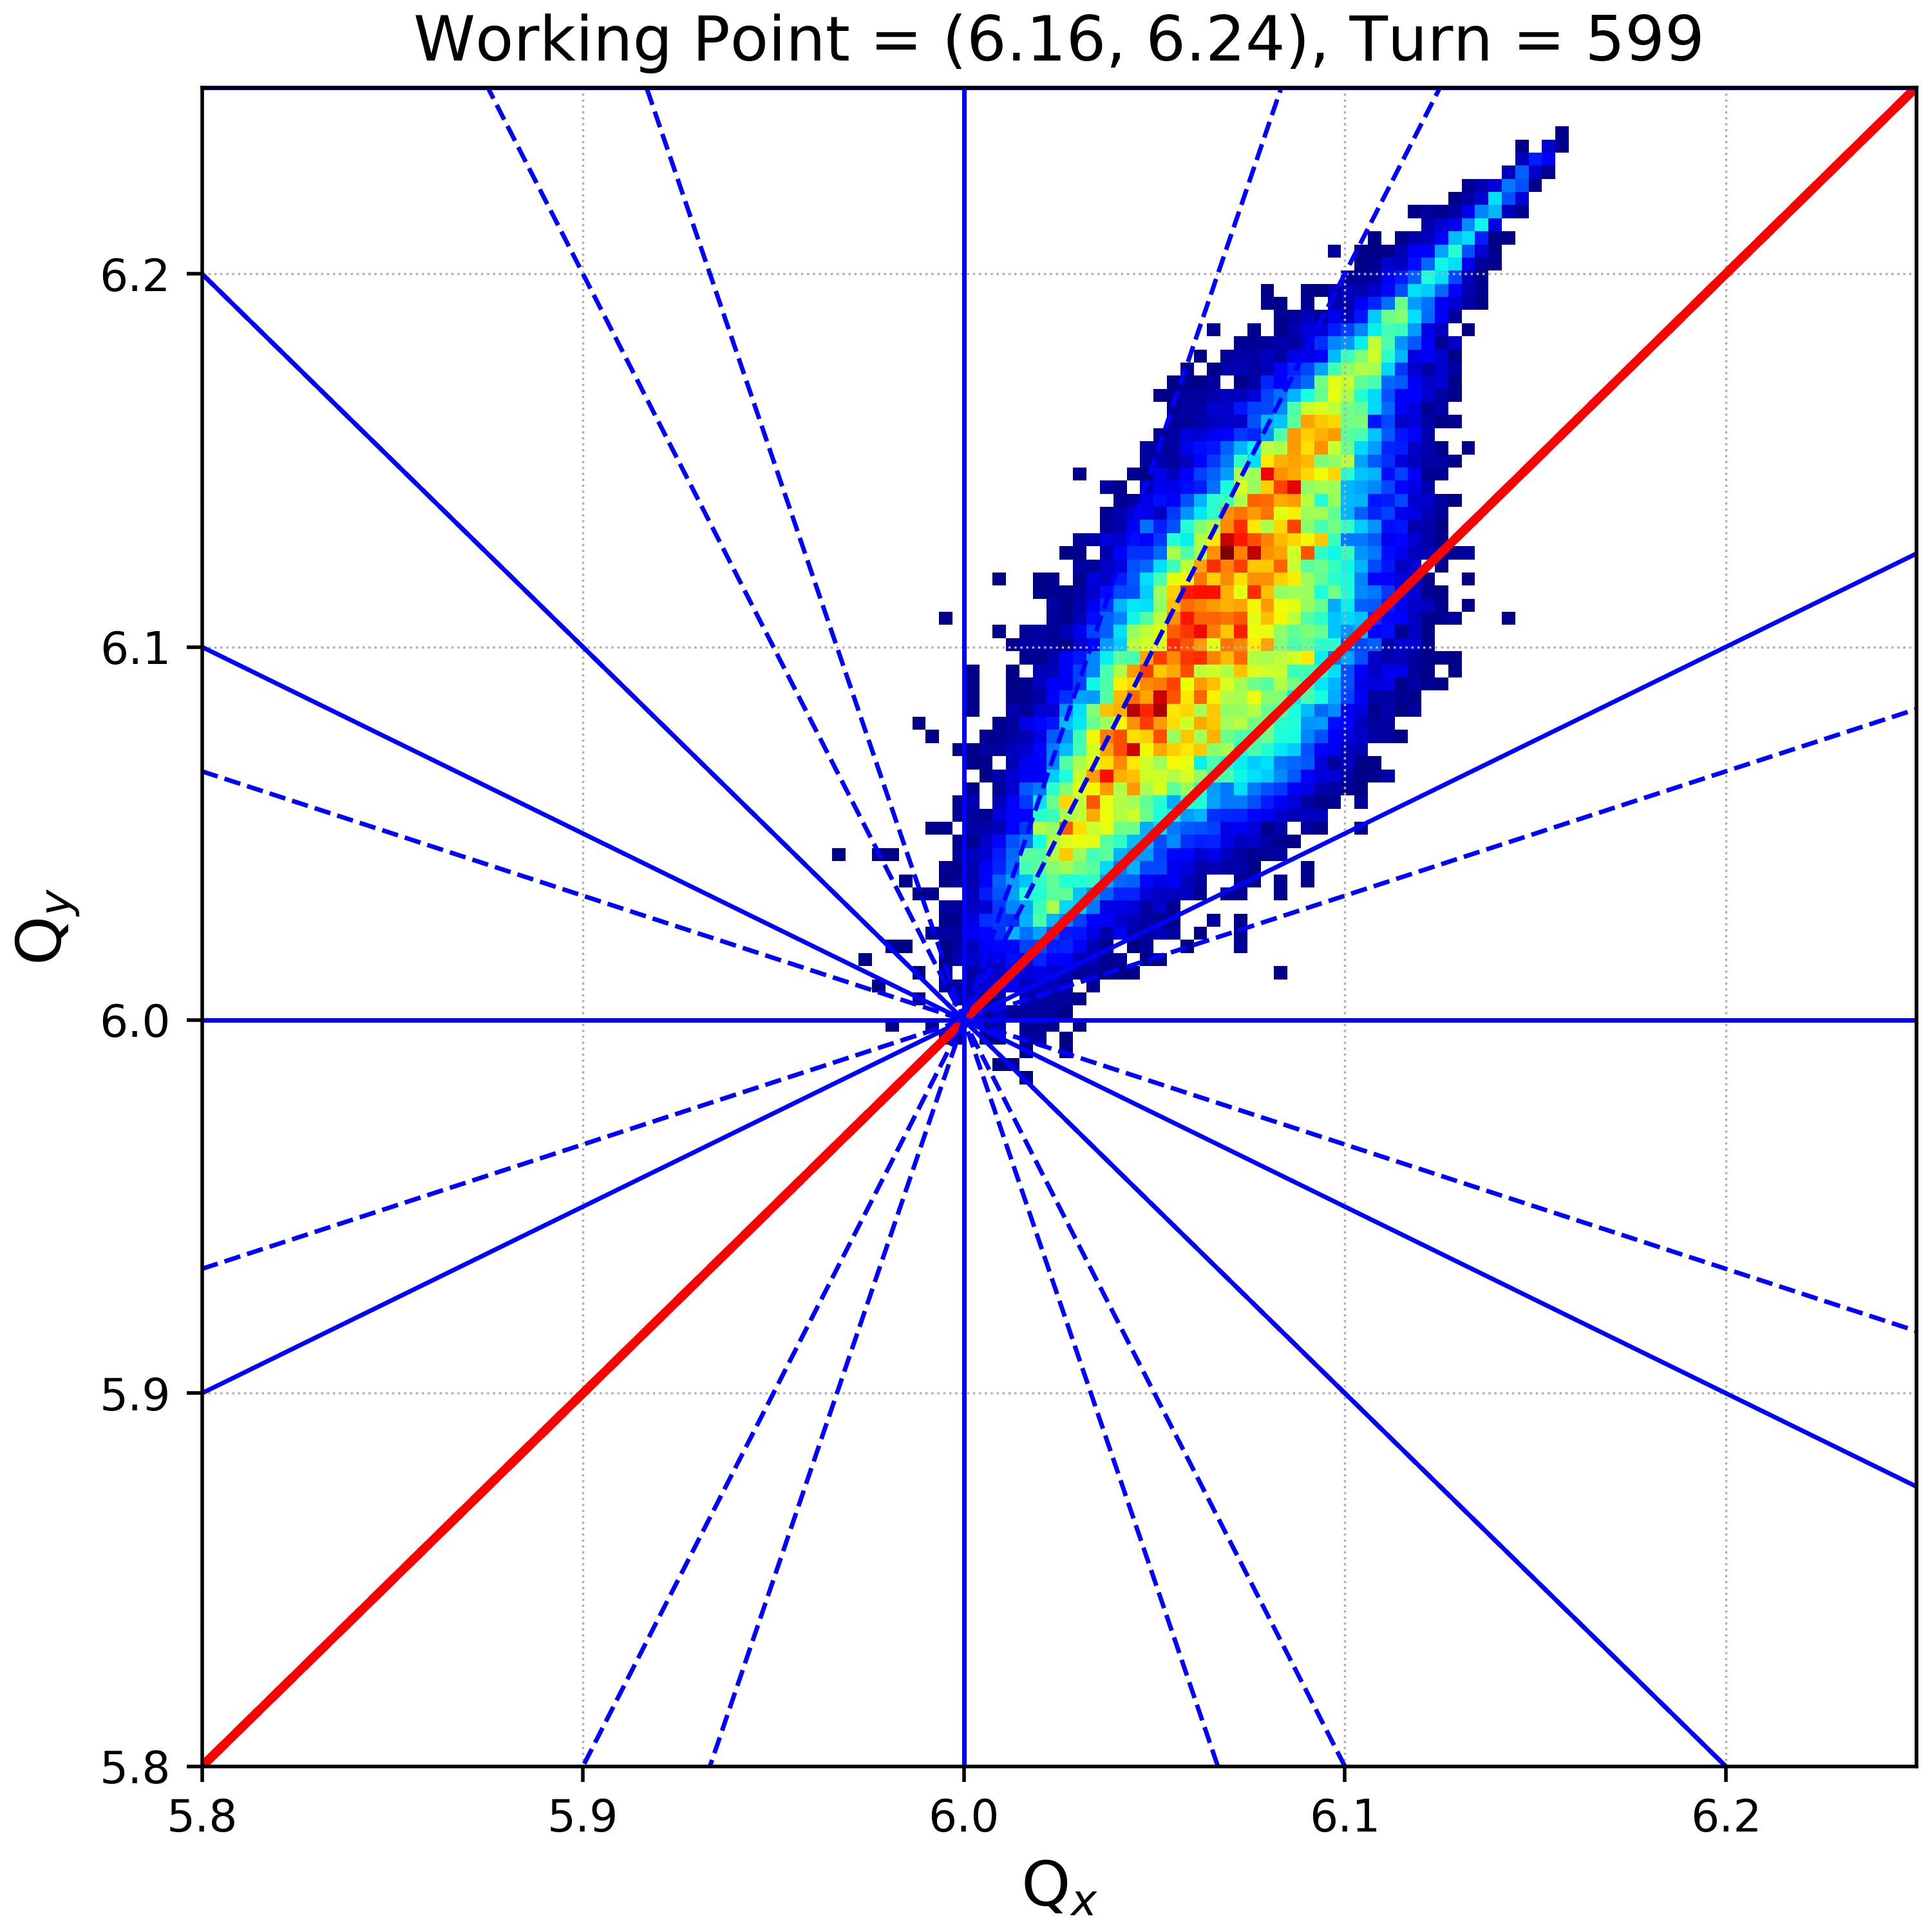 Working Point = (6.16, 6.24), Turn = 599
6.2
6.1
6.0
5.9
5.8
Qy
5.8 5.9 6.0 6.1 6.2
Qx